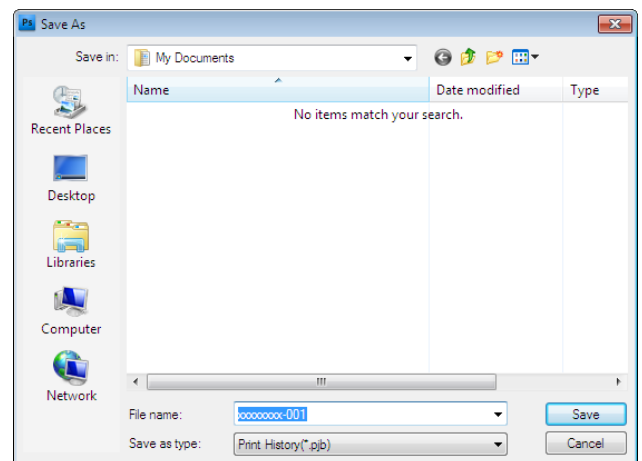 Ps Save As
Save in: My Documents
Name Date modified Type
No items match your search.
Recent Places
Desktop
Libraries
Computer
Network
File name: xxxxxxxx-001 Save
Save as type: Print History(*.pjb) Cancel